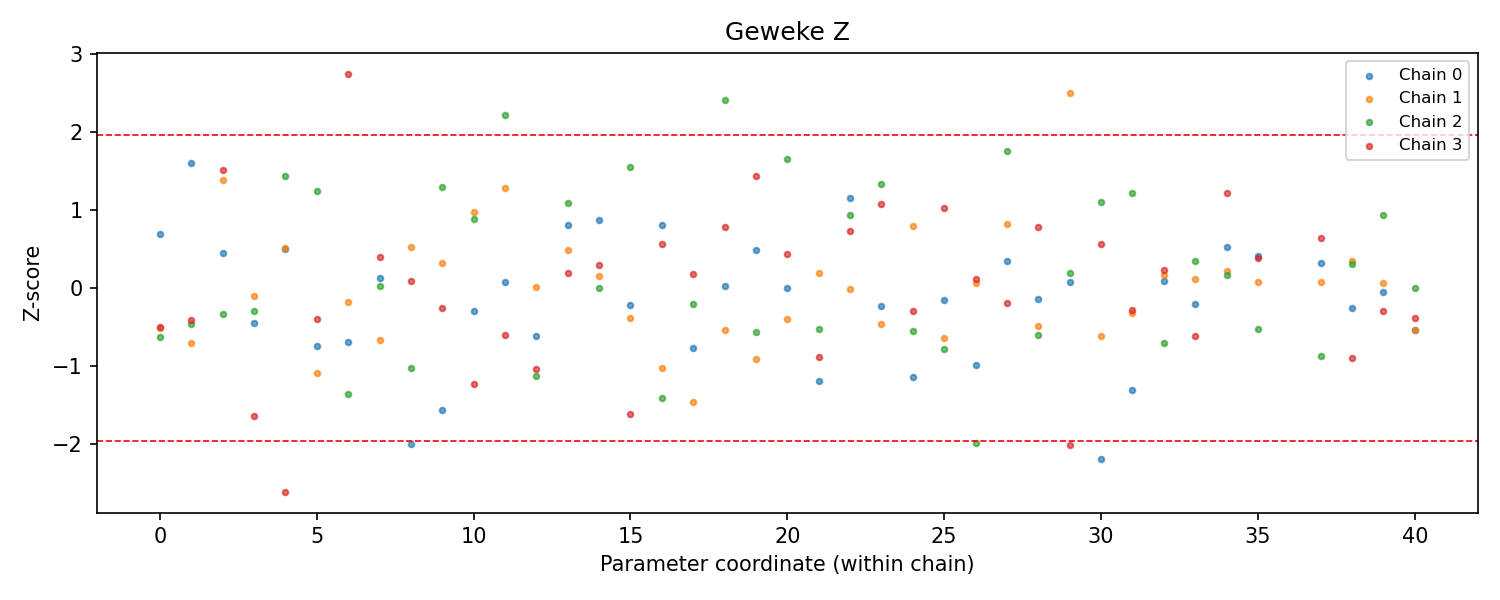 Geweke Z
3
2
1
0
−1
−2
Z-score
Chain 0
Chain 1
Chain 2
Chain 3
0 5 10 15 20 25 30 35 40
Parameter coordinate (within chain)